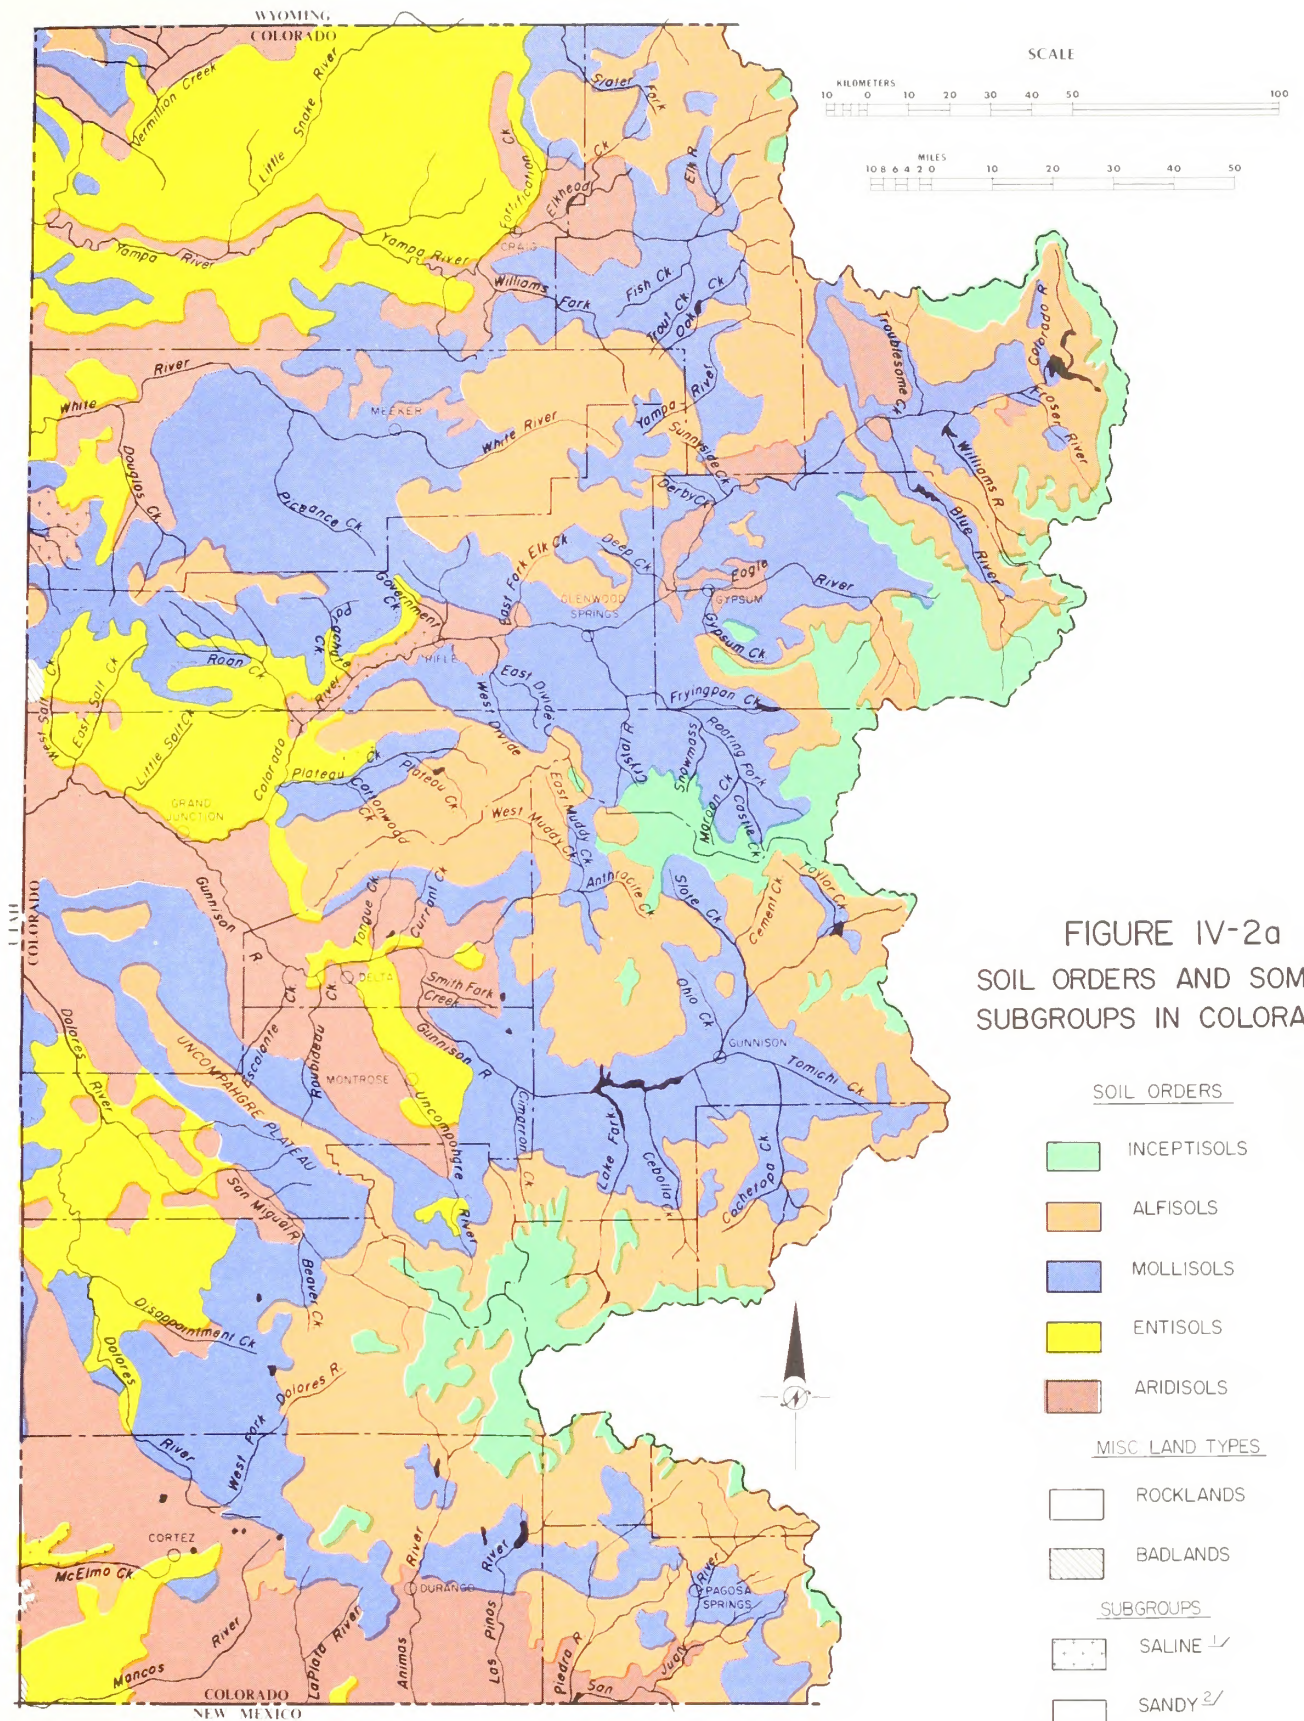 WYOMING
COLORADO
SCALE
KILOMETERS
10 0 10 20 30 40 50 100
MILES
10 8 6 4 2 0 10 20 30 40 50
Vermillion Creek
Little Snake River
Slater Fork
Fortification Ck
Elkhead Ck
Elk R
CRAIG
Yampa River
Yampa River
Williams Fork
Fish Ck
Trout Ck
Oak Ck
Troublesome Ck
Colorado R
Fraser River
White River
MEEKER
White River
Yampa River
Sunnyside Ck
Williams R
Blue River
Douglas Ck.
Piceance Ck.
Derby Ck
Deep Ck
East Fork Elk Ck
Eagle River
GYPSUM
Gypsum Ck.
GLENWOOD
SPRINGS
Government Ck
Parachute Ck
Roan Ck
River
RIFLE
East Divide
West Divide
Fryingpan Ck
Roaring Fork
Snowmass
Crystal R
Maroon Ck
Castle Ck
West Salt Ck
East Salt Ck
Little Salt Ck
Colorado
Plateau Ck
Plateau Ck
Cottonwood Ck
East Muddy Ck.
West Muddy Ck
GRAND
JUNCTION
Anthracite Ck
Slate Ck
Cement Ck.
Taylor Ck
Gunnison R
Tongue Ck
Currant Ck
UTAH
COLORADO
FIGURE IV-2a
SOIL ORDERS AND SOM
SUBGROUPS IN COLORA
DELTA
Smith Fork
Creek
Ohio Ck
Escalante Ck.
Roubideau Ck.
Gunnison R
GUNNISON
Tomichi Ck
Dolores River
UNCOMPAHGRE PLATEAU
MONTROSE
Uncompahgre River
Cimarron Ck
Lake Fork
Cebolla Ck
Cochetopa Ck.
SOIL ORDERS
INCEPTISOLS
ALFISOLS
MOLLISOLS
ENTISOLS
ARIDISOLS
San Miguel R
Beaver Ck
Disappointment Ck
Dolores
River
Dolores R.
West Fork
MISC LAND TYPES
ROCKLANDS
BADLANDS
SUBGROUPS
SALINE 1/
SANDY 2/
CORTEZ
McElmo Ck.
Mancos River
LaPlata River
Animas River
DURANGO
Las Pinos River
Piedra R
San Juan River
PAGOSA
SPRINGS
COLORADO
NEW MEXICO